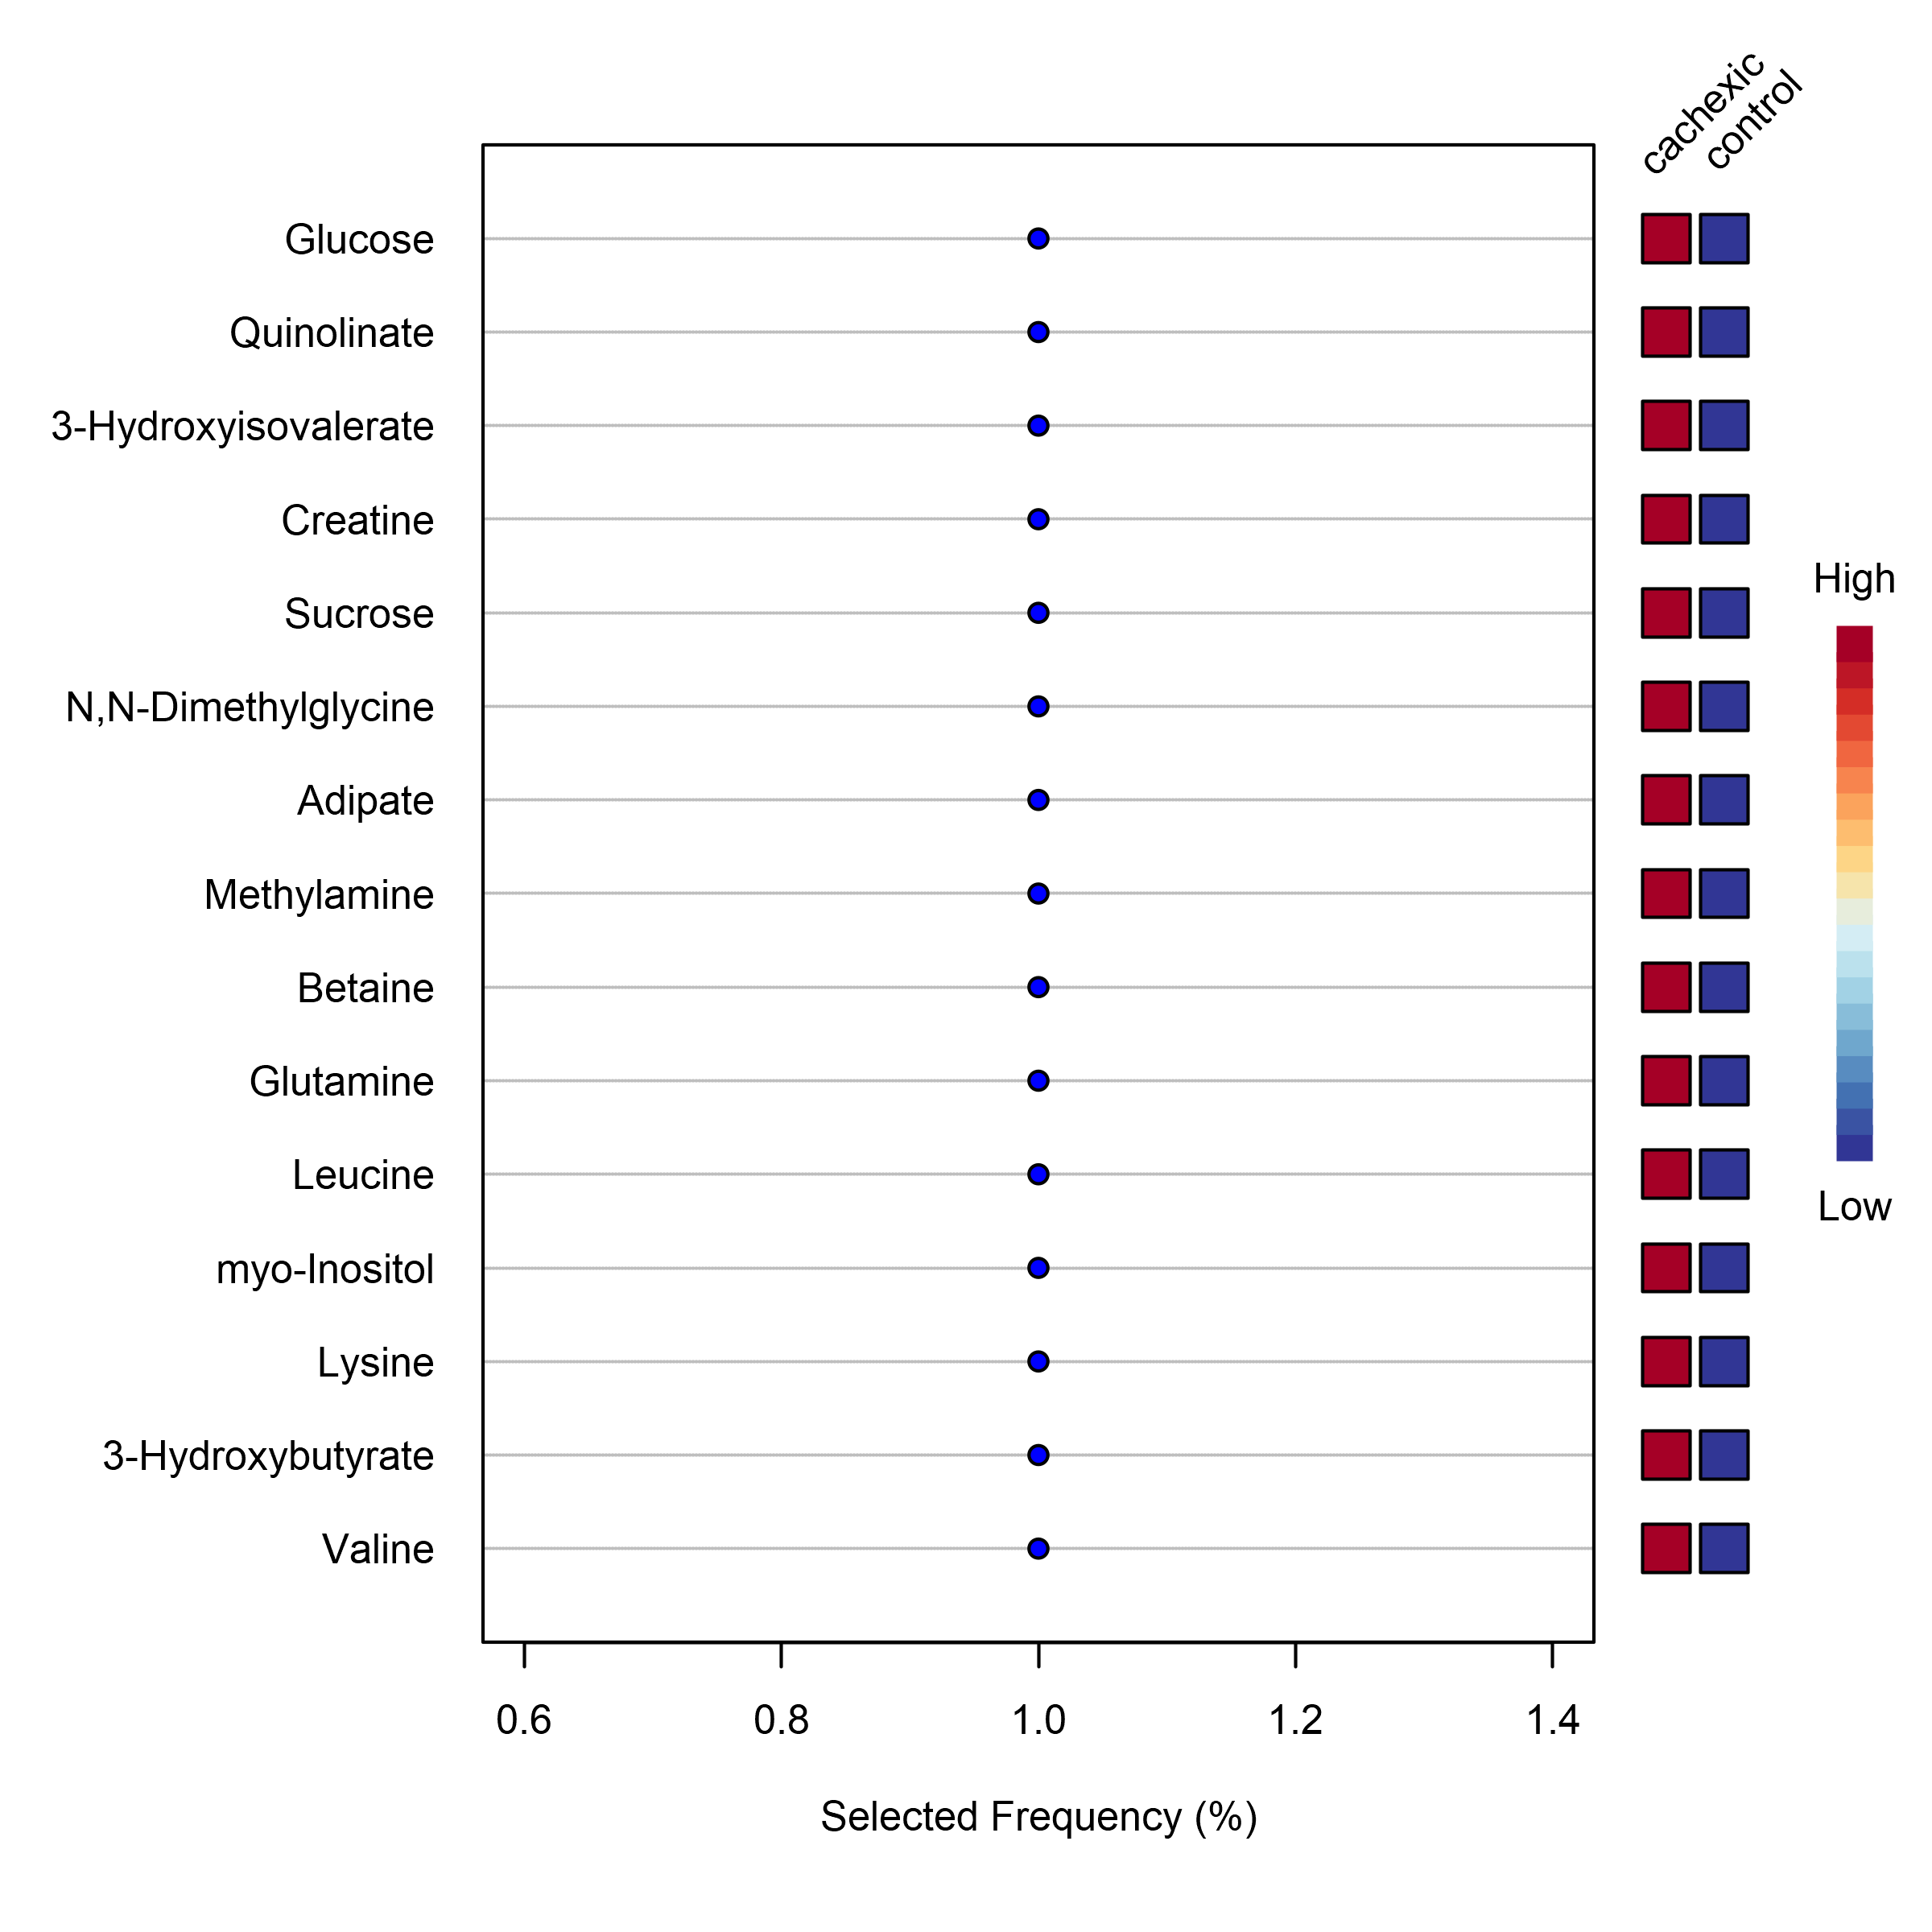 cachexic
control
Glucose
Quinolinate
3-Hydroxyisovalerate
Creatine
Sucrose
N,N-Dimethylglycine
Adipate
Methylamine
Betaine
Glutamine
Leucine
myo-Inositol
Lysine
3-Hydroxybutyrate
Valine
High
Low
0.6 0.8 1.0 1.2 1.4
Selected Frequency (%)